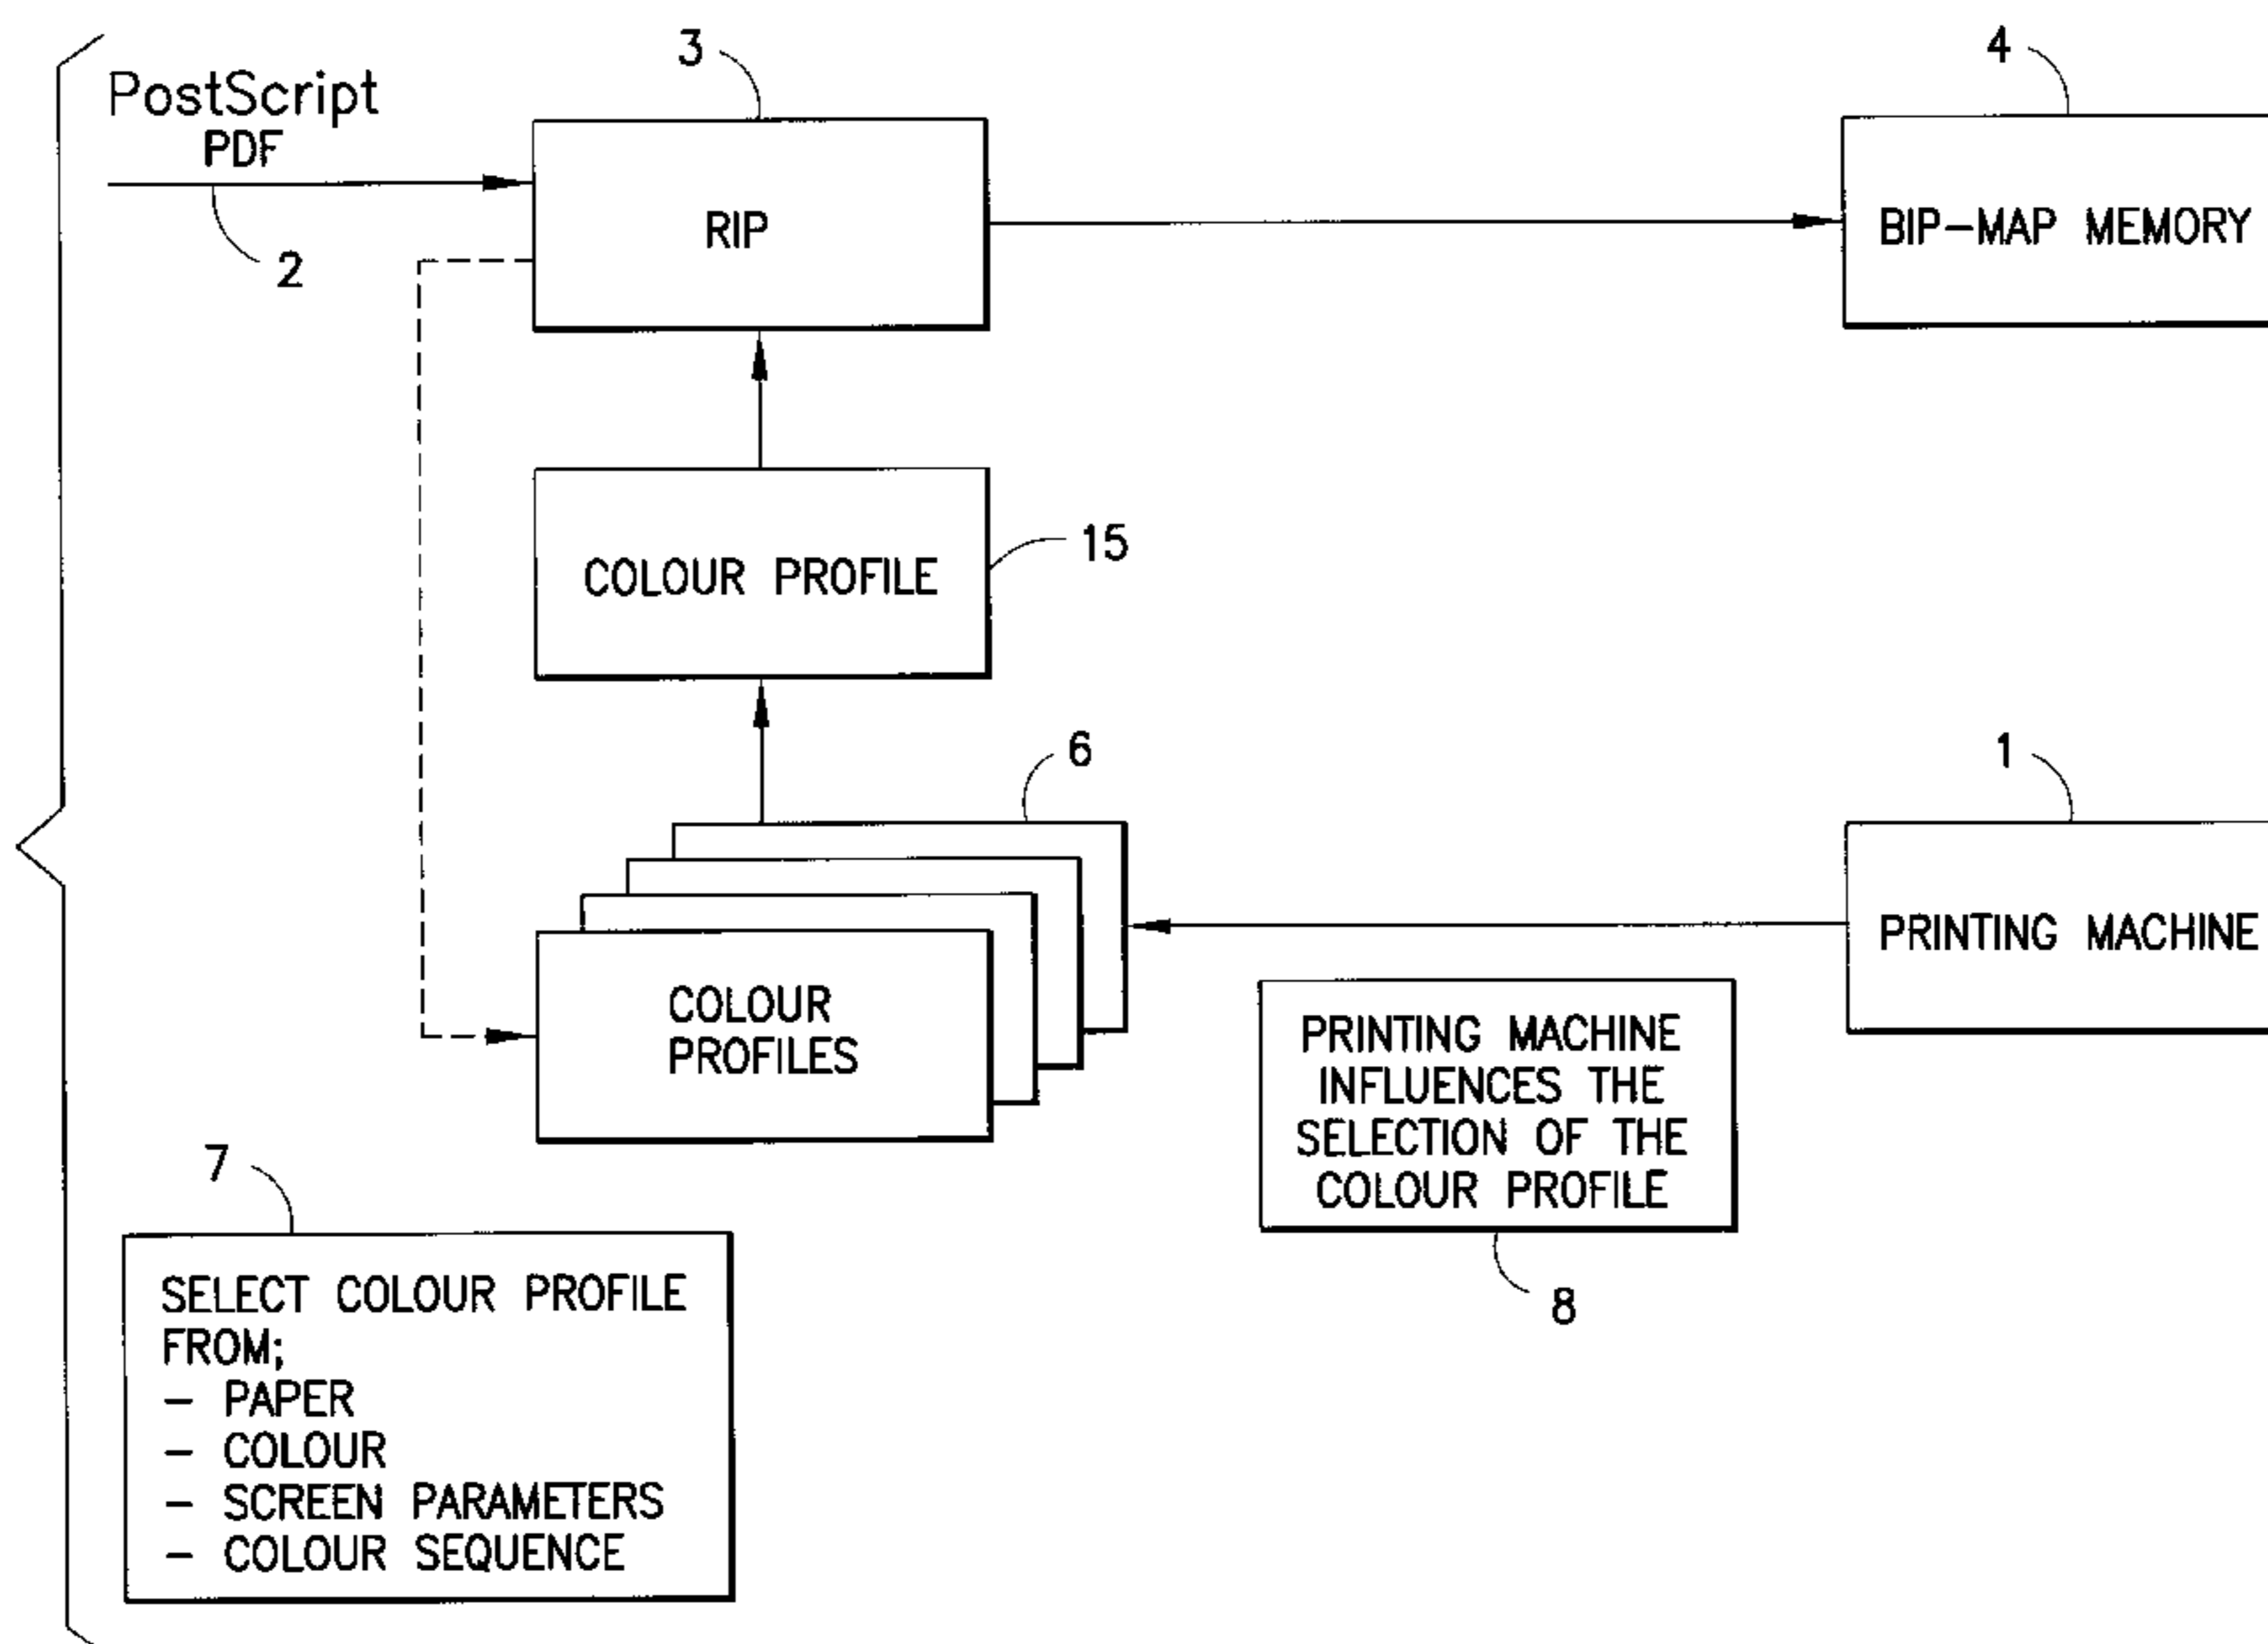 3
4
PostScript
PDF
2
RIP
BIP-MAP MEMORY
COLOUR PROFILE
15
6
1
COLOUR
PROFILES
PRINTING MACHINE
PRINTING MACHINE
INFLUENCES THE
SELECTION OF THE
COLOUR PROFILE
8
7
SELECT COLOUR PROFILE
FROM;
- PAPER
- COLOUR
- SCREEN PARAMETERS
- COLOUR SEQUENCE